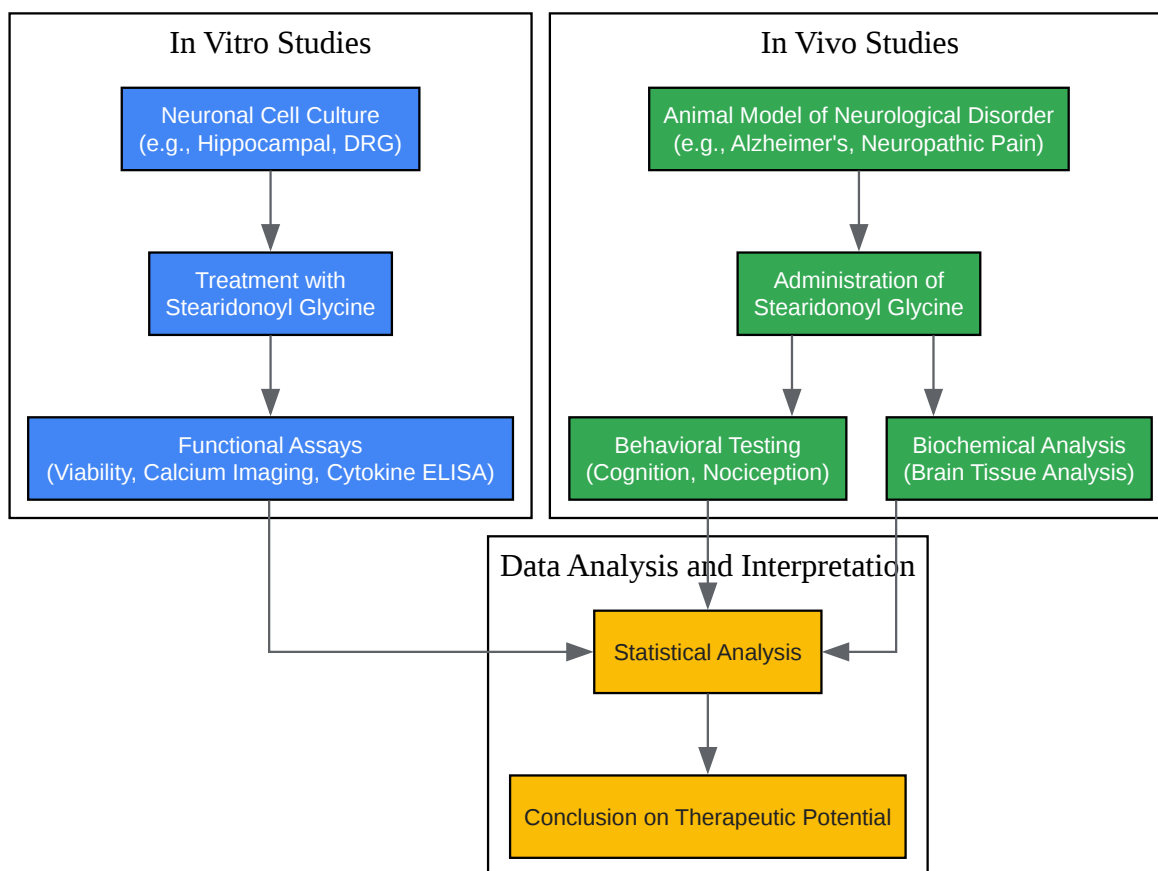 In Vitro Studies
Neuronal Cell Culture
(e.g., Hippocampal, DRG)
Treatment with
Stearidonoyl Glycine
Functional Assays
(Viability, Calcium Imaging, Cytokine ELISA)
In Vivo Studies
Animal Model of Neurological Disorder
(e.g., Alzheimer's, Neuropathic Pain)
Administration of
Stearidonoyl Glycine
Behavioral Testing
(Cognition, Nociception)
Biochemical Analysis
(Brain Tissue Analysis)
Data Analysis and Interpretation
Statistical Analysis
Conclusion on Therapeutic Potential